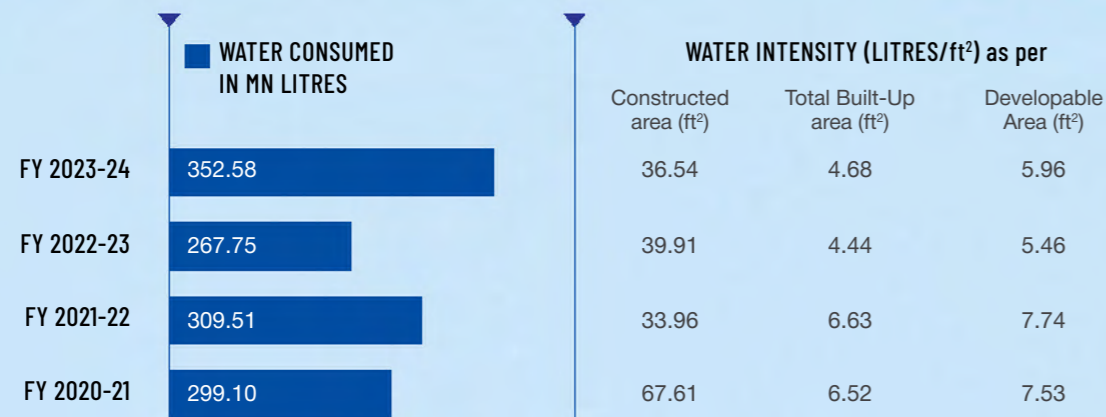 WATER CONSUMED
IN MN LITRES
WATER INTENSITY (LITRES/ft²) as per
Constructed
area (ft²)
Total Built-Up
area (ft²)
Developable
Area (ft²)
FY 2023-24 352.58 36.54 4.68 5.96
FY 2022-23 267.75 39.91 4.44 5.46
FY 2021-22 309.51 33.96 6.63 7.74
FY 2020-21 299.10 67.61 6.52 7.53